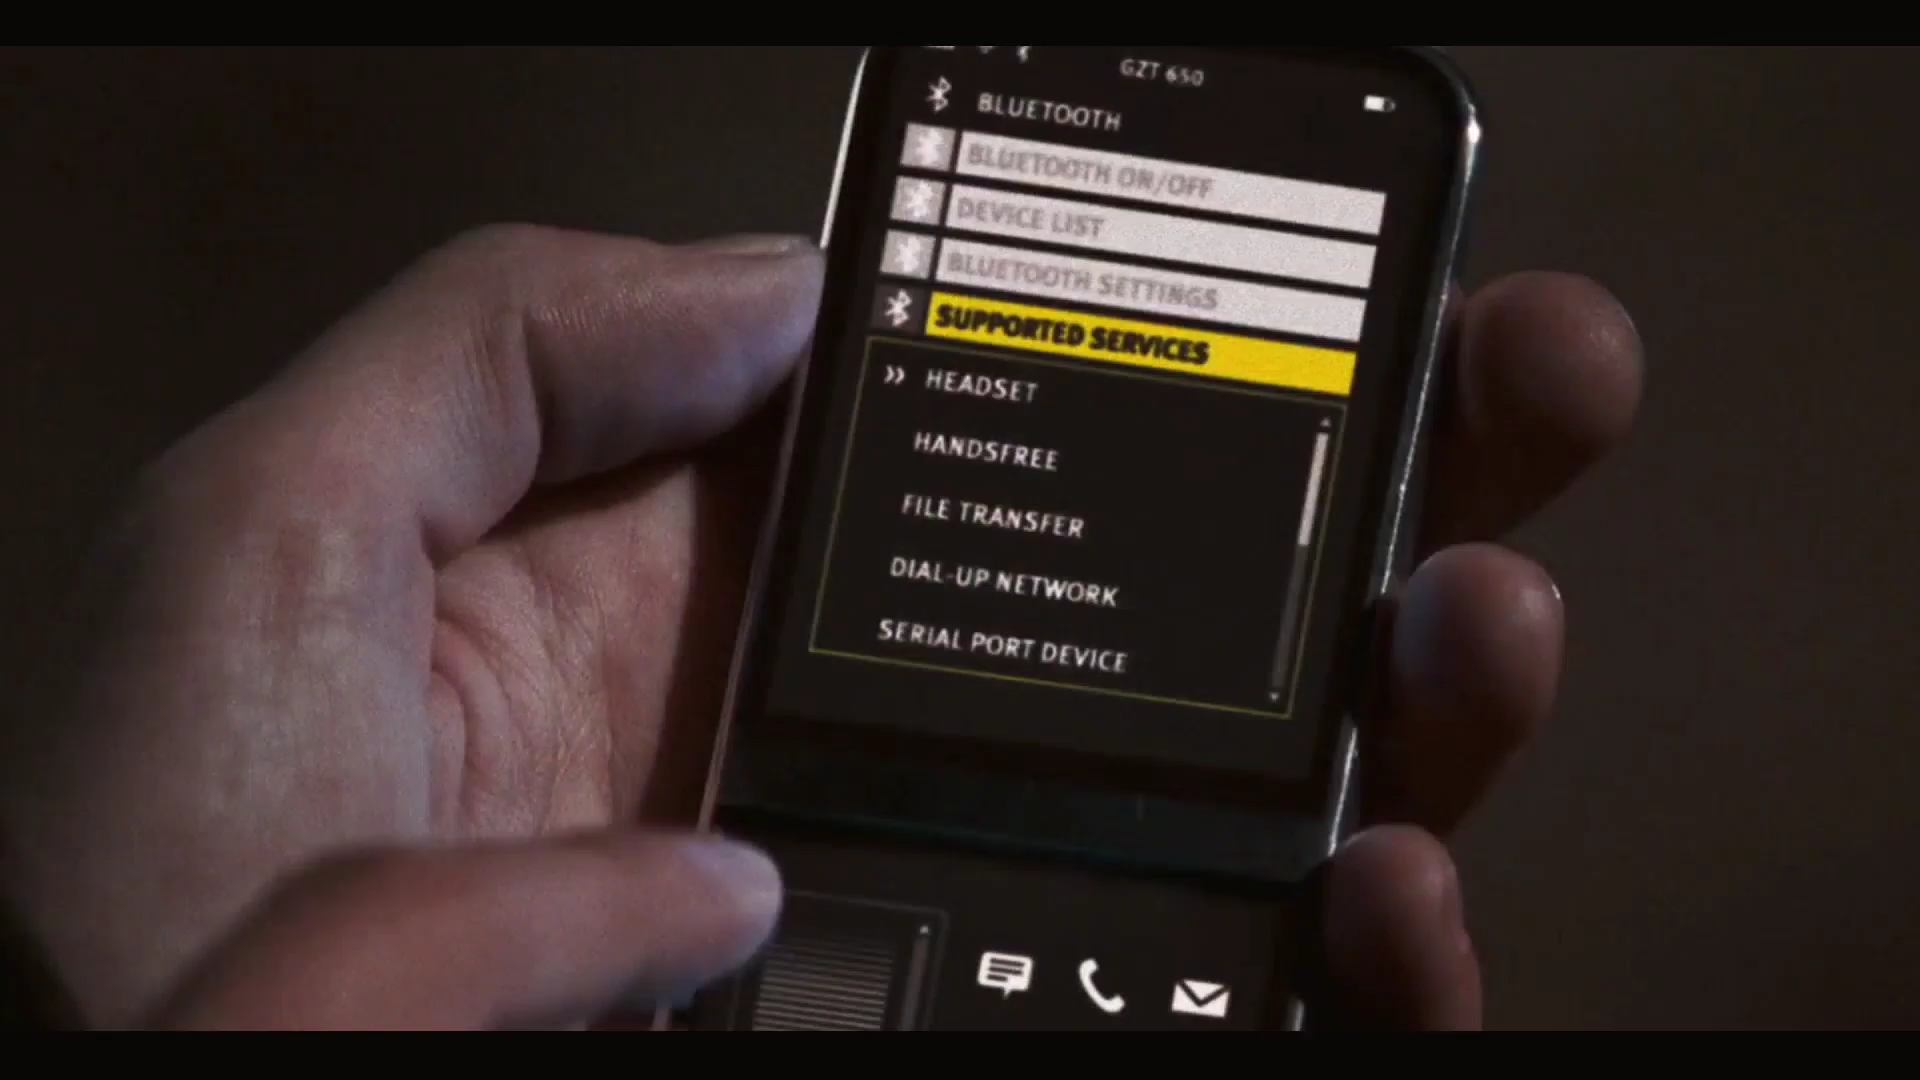 GZT 650
BLUETOOTH
BLUETOOTH ON/OFF
DEVICE LIST
BLUETOOTH SETTINGS
SUPPORTED SERVICES
HEADSET
HANDSFREE
FILE TRANSFER
DIAL-UP NETWORK
SERIAL PORT DEVICE